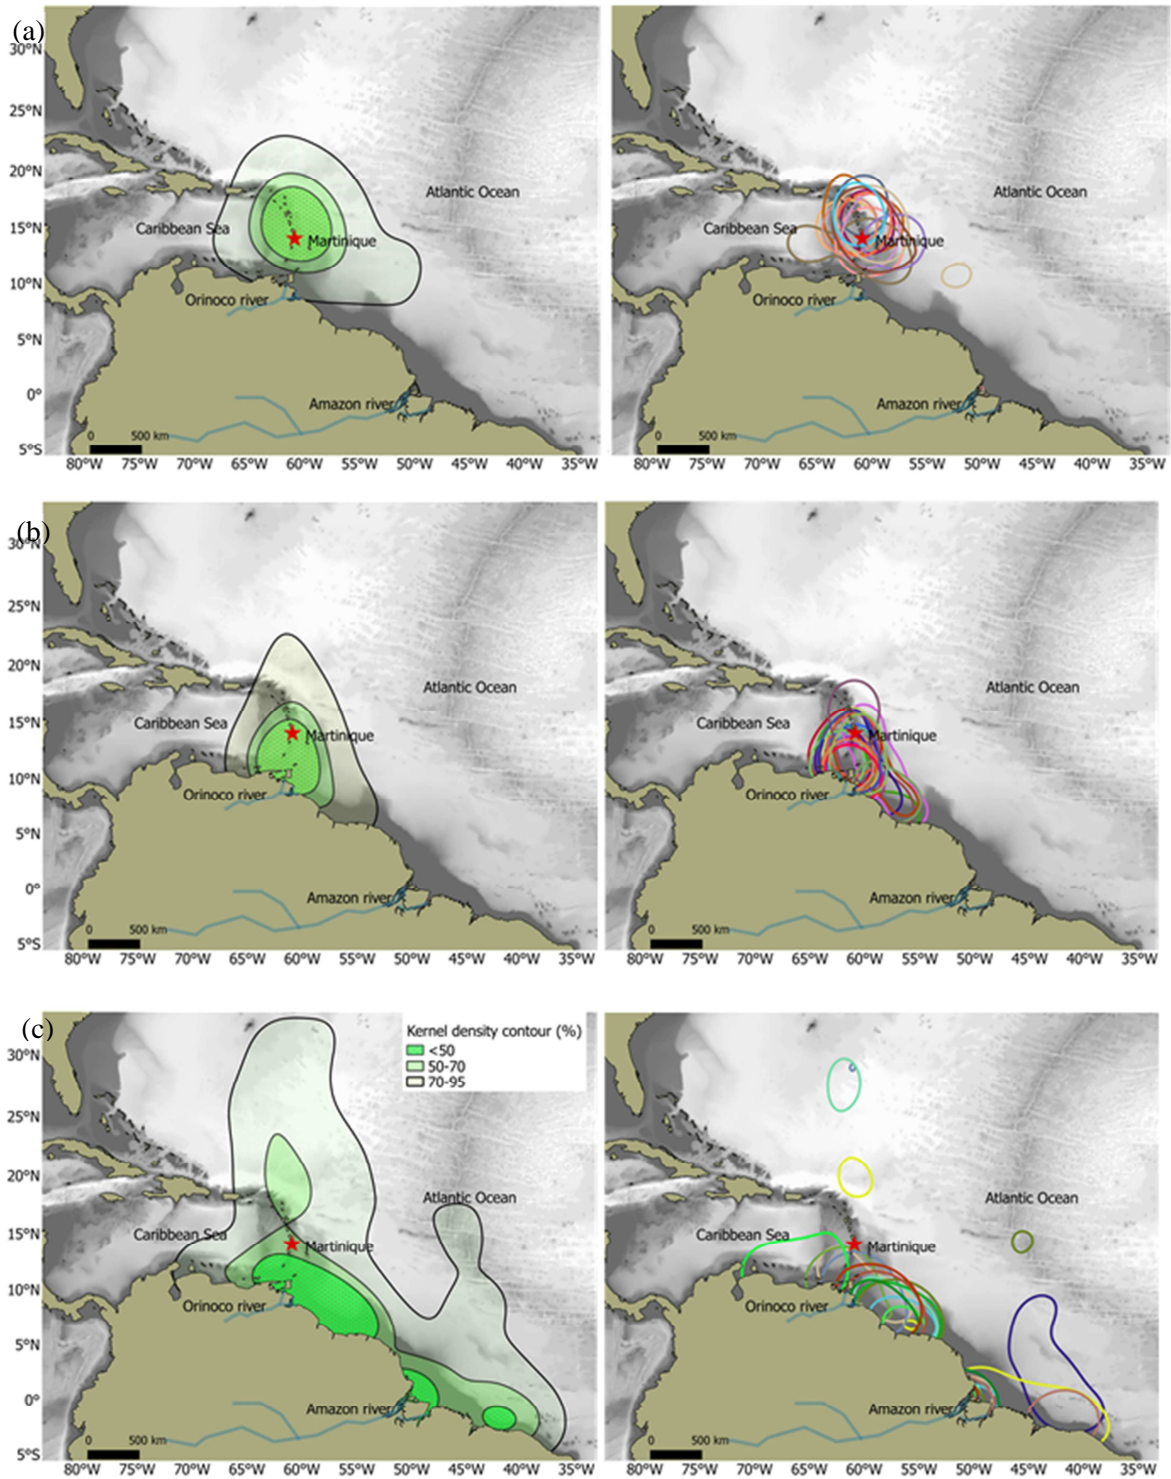 (a)
30°N
25°N
20°N
15°N
10°N
5°N
0°
5°S
Atlantic Ocean
Caribbean Sea
Martinique
Orinoco river
Amazon river
0 500 km
80°W 75°W 70°W 65°W 60°W 55°W 50°W 45°W 40°W 35°W
Atlantic Ocean
Caribbean Sea
Martinique
Orinoco river
Amazon river
0 500 km
80°W 75°W 70°W 65°W 60°W 55°W 50°W 45°W 40°W 35°W
(b)
30°N
25°N
20°N
15°N
10°N
5°N
0°
5°S
Atlantic Ocean
Caribbean Sea
Martinique
Orinoco river
Amazon river
0 500 km
80°W 75°W 70°W 65°W 60°W 55°W 50°W 45°W 40°W 35°W
Atlantic Ocean
Caribbean Sea
Martinique
Orinoco river
Amazon river
0 500 km
80°W 75°W 70°W 65°W 60°W 55°W 50°W 45°W 40°W 35°W
(c)
30°N
25°N
20°N
15°N
10°N
5°N
0°
5°S
Kernel density contour (%)
<50
50-70
70-95
Atlantic Ocean
Caribbean Sea
Martinique
Orinoco river
Amazon river
0 500 km
80°W 75°W 70°W 65°W 60°W 55°W 50°W 45°W 40°W 35°W
Atlantic Ocean
Caribbean Sea
Martinique
Orinoco river
Amazon river
0 500 km
80°W 75°W 70°W 65°W 60°W 55°W 50°W 45°W 40°W 35°W